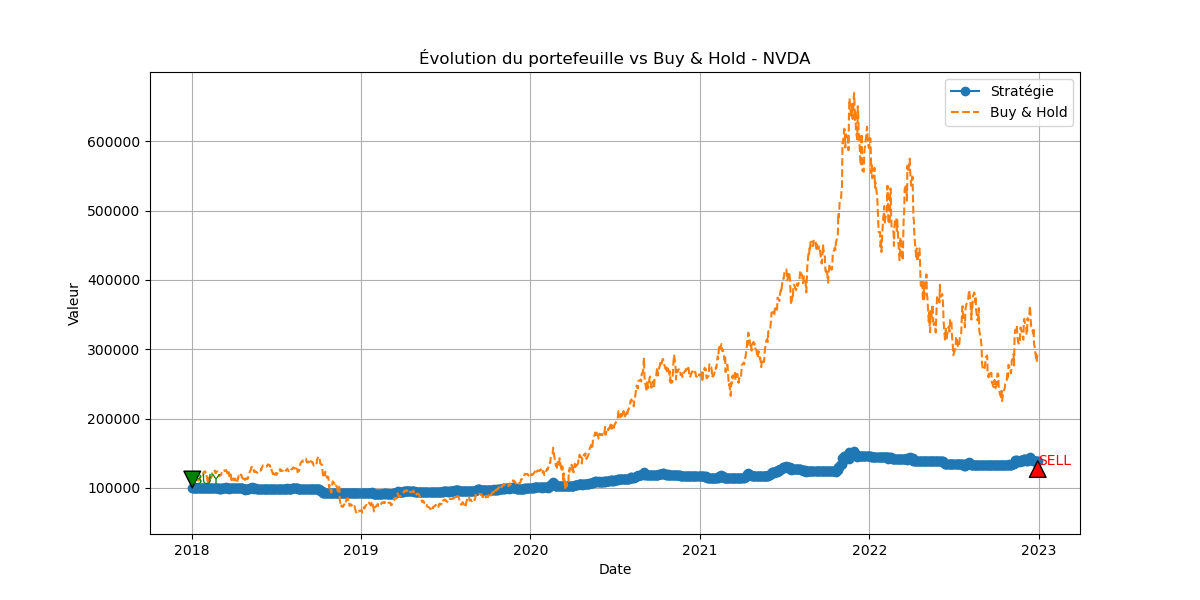 Évolution du portefeuille vs Buy & Hold - NVDA
Stratégie
Buy & Hold
600000
500000
400000
300000
200000
100000
Valeur
BUY
SELL
2018
2019
2020
2021
2022
2023
Date